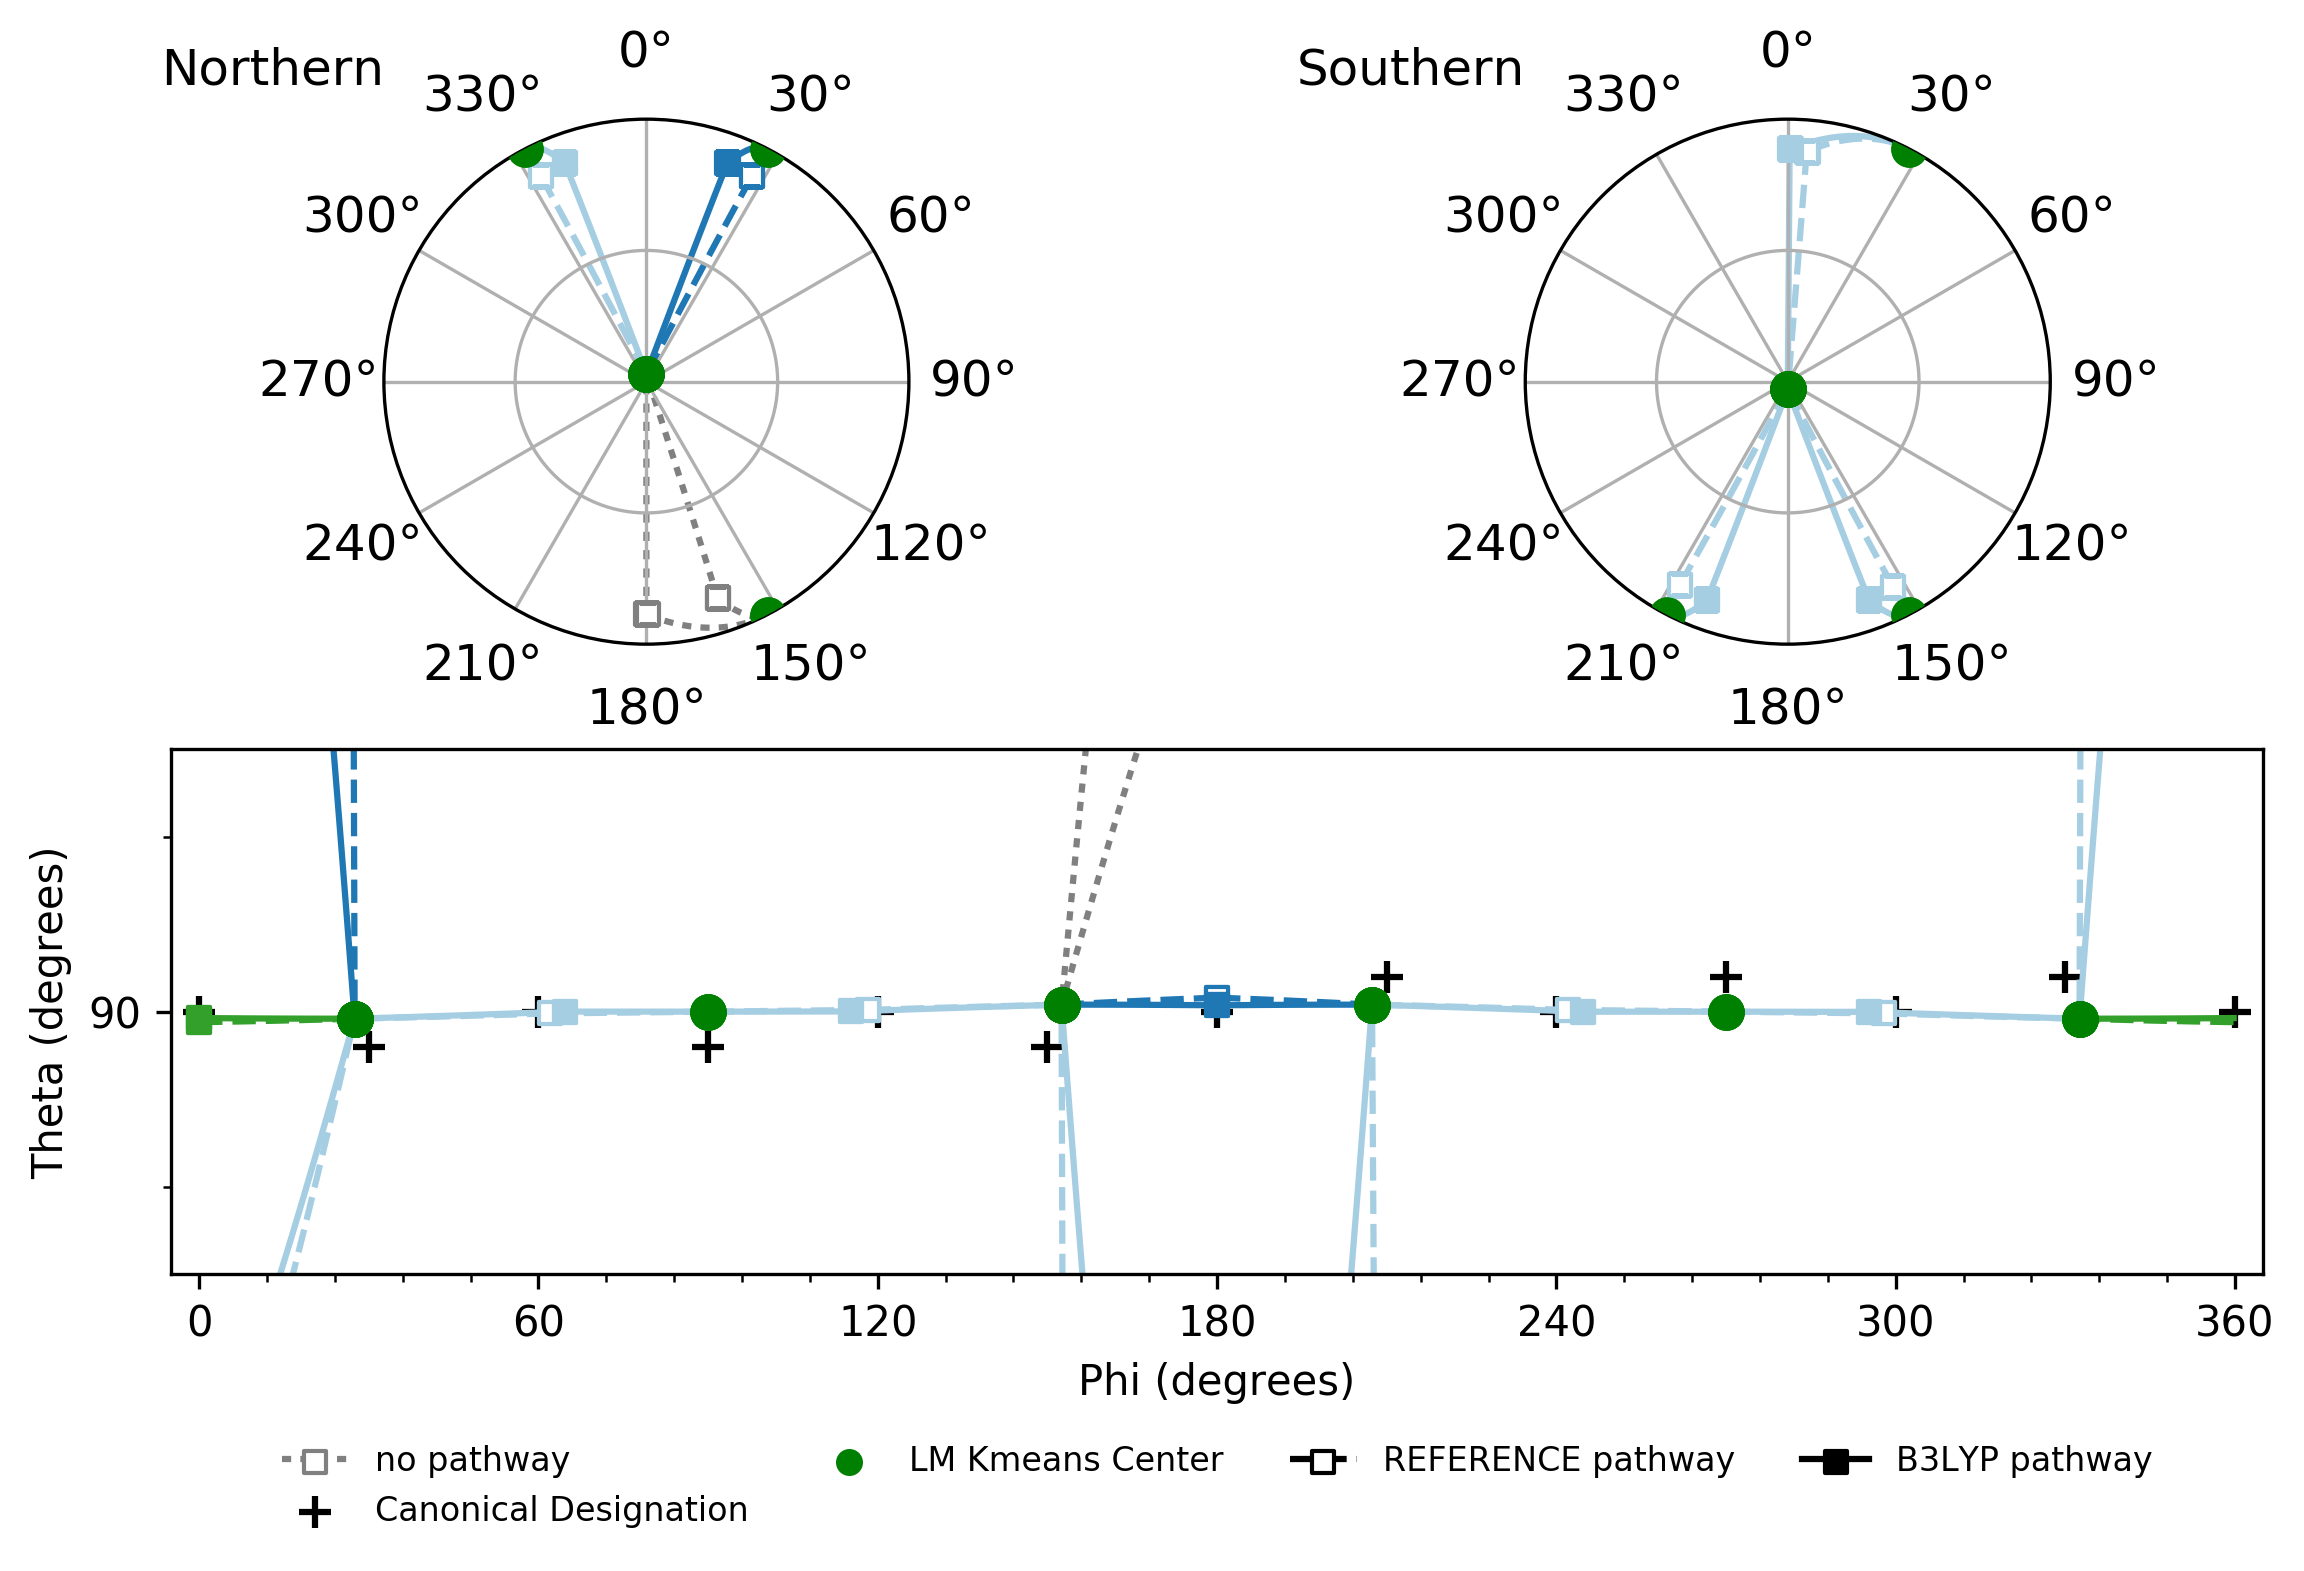 Northern
0°
330°
30°
300°
60°
270°
90°
240°
120°
210°
150°
180°
Southern
0°
330°
30°
300°
60°
270°
90°
240°
120°
210°
150°
180°
Theta (degrees)
90
0 60 120 180 240 300 360
Phi (degrees)
no pathway
Canonical Designation
LM Kmeans Center
REFERENCE pathway
B3LYP pathway